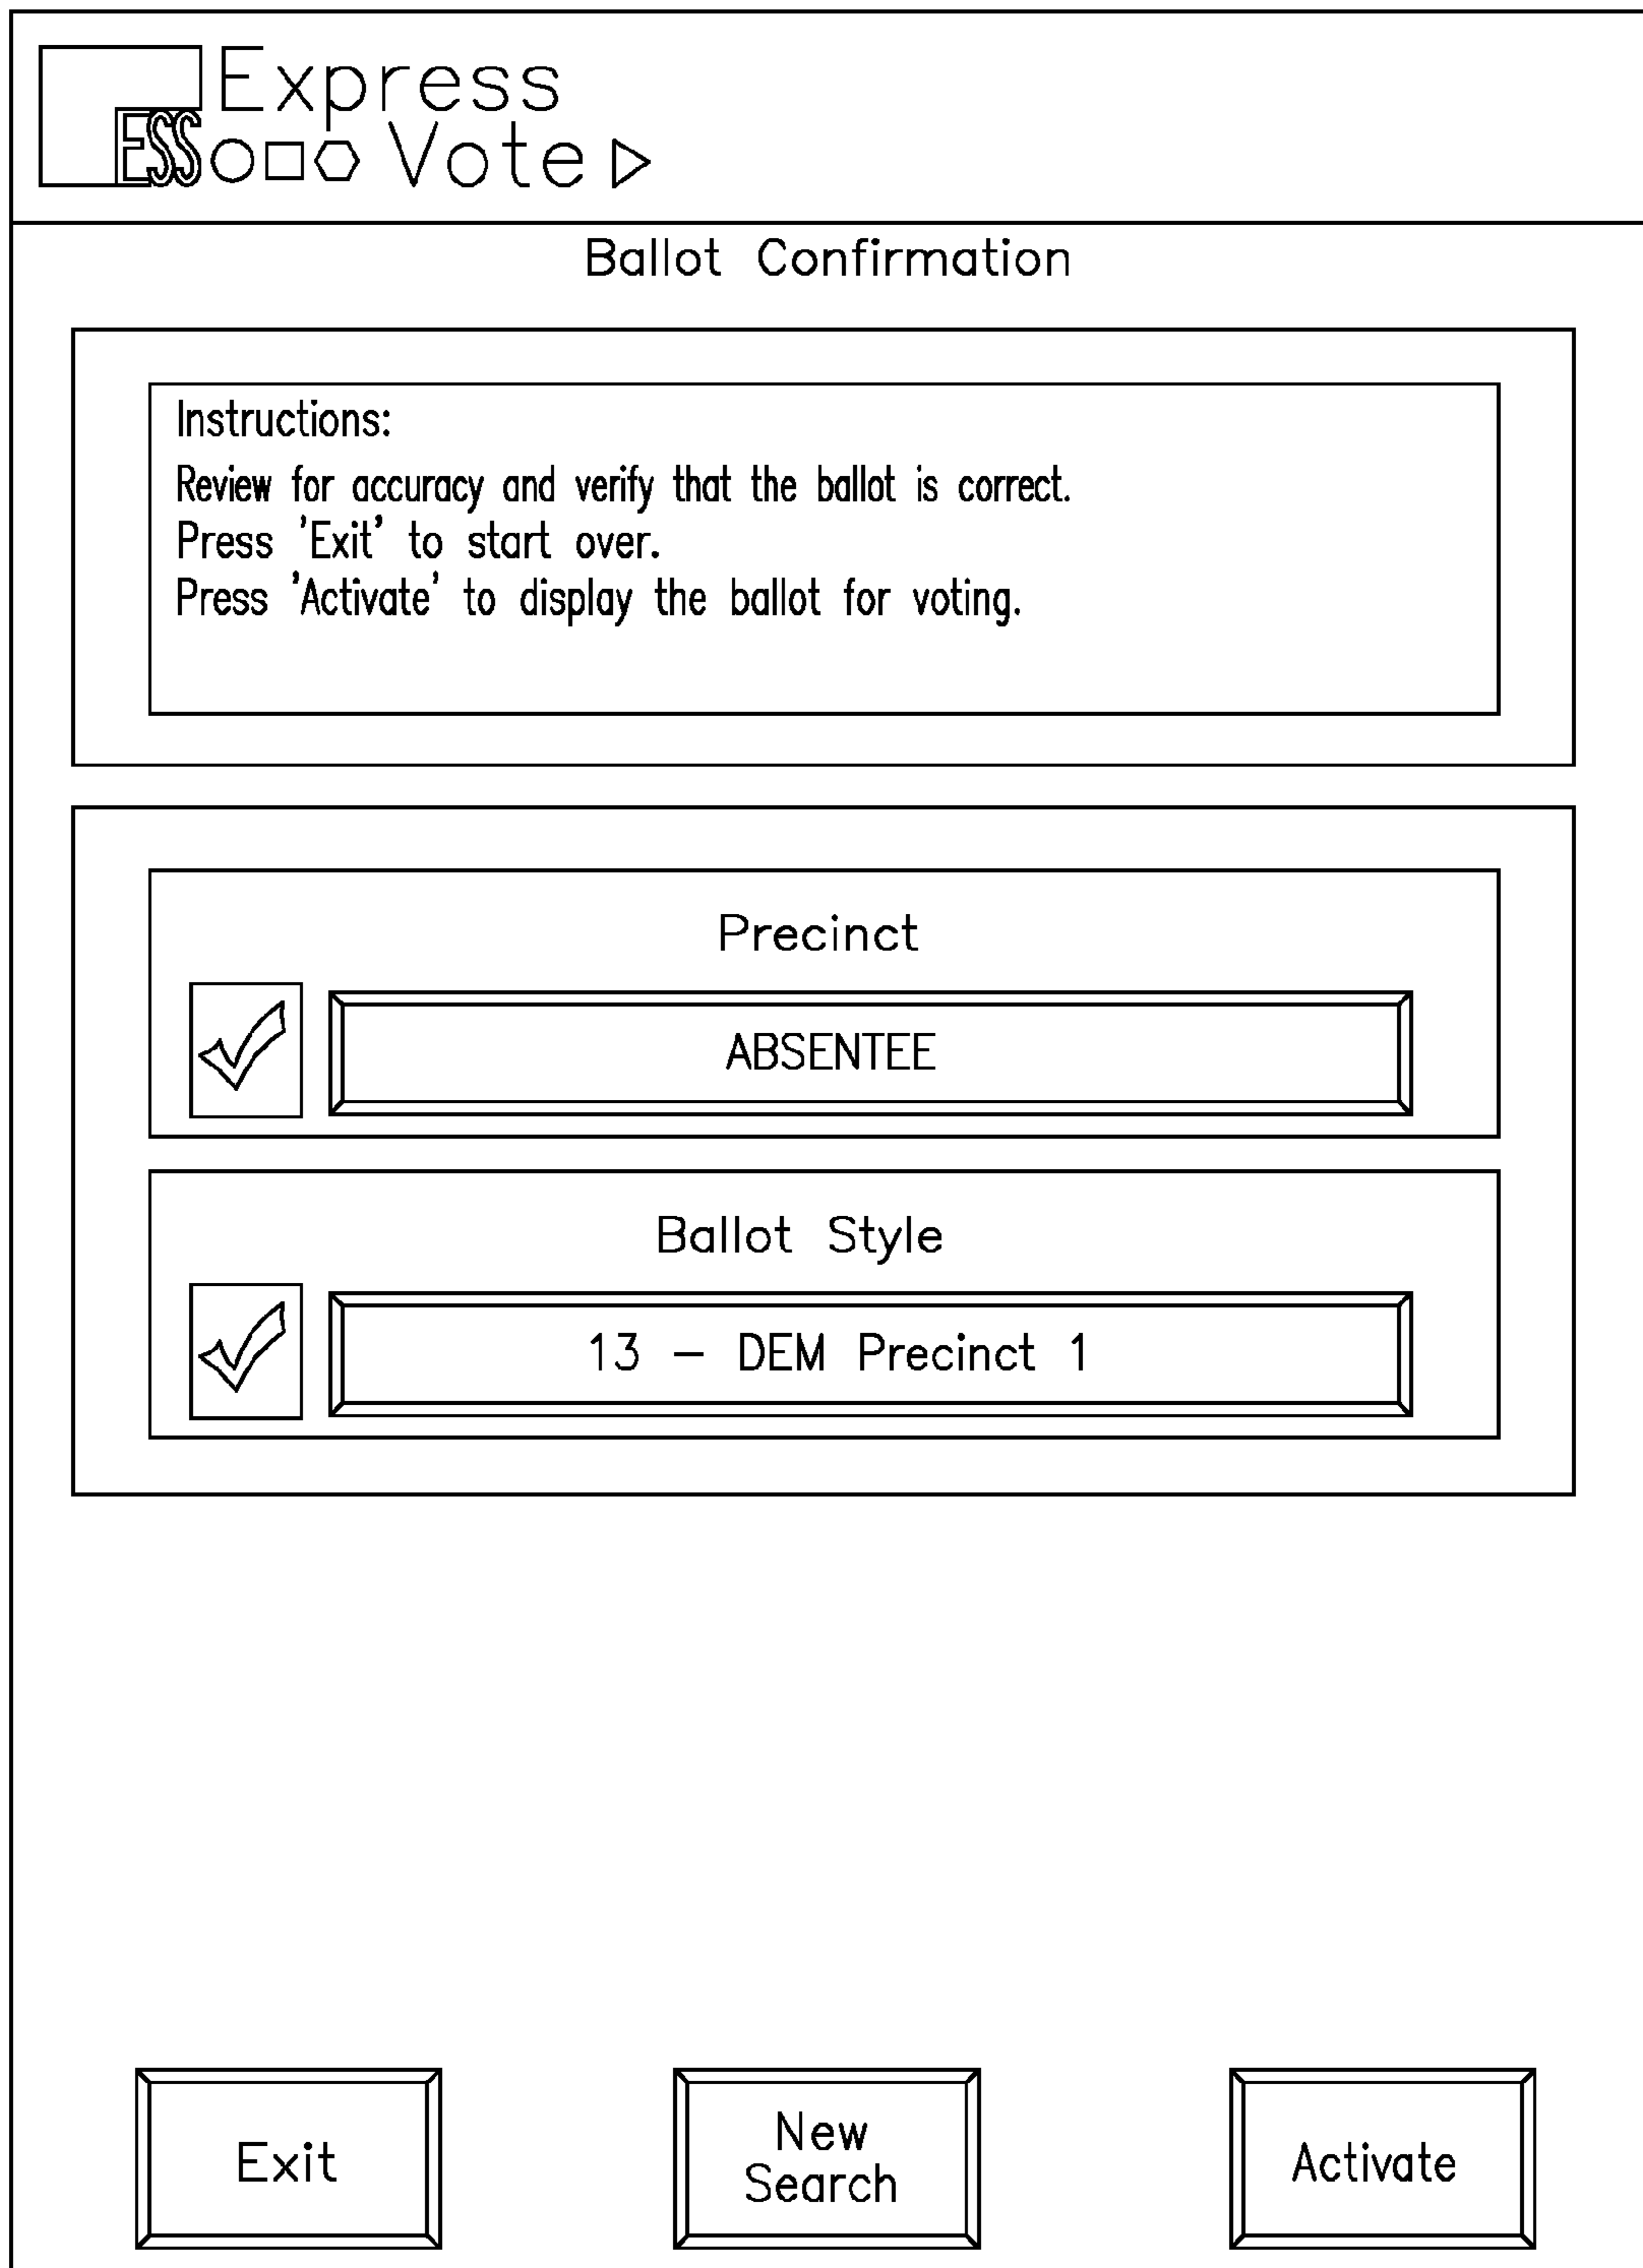 Express
ESS Vote
Ballot Confirmation
Instructions:
Review for accuracy and verify that the ballot is correct.
Press 'Exit' to start over.
Press 'Activate' to display the ballot for voting.
Precinct
ABSENTEE
Ballot Style
13 - DEM Precinct 1
Exit
New
Search
Activate